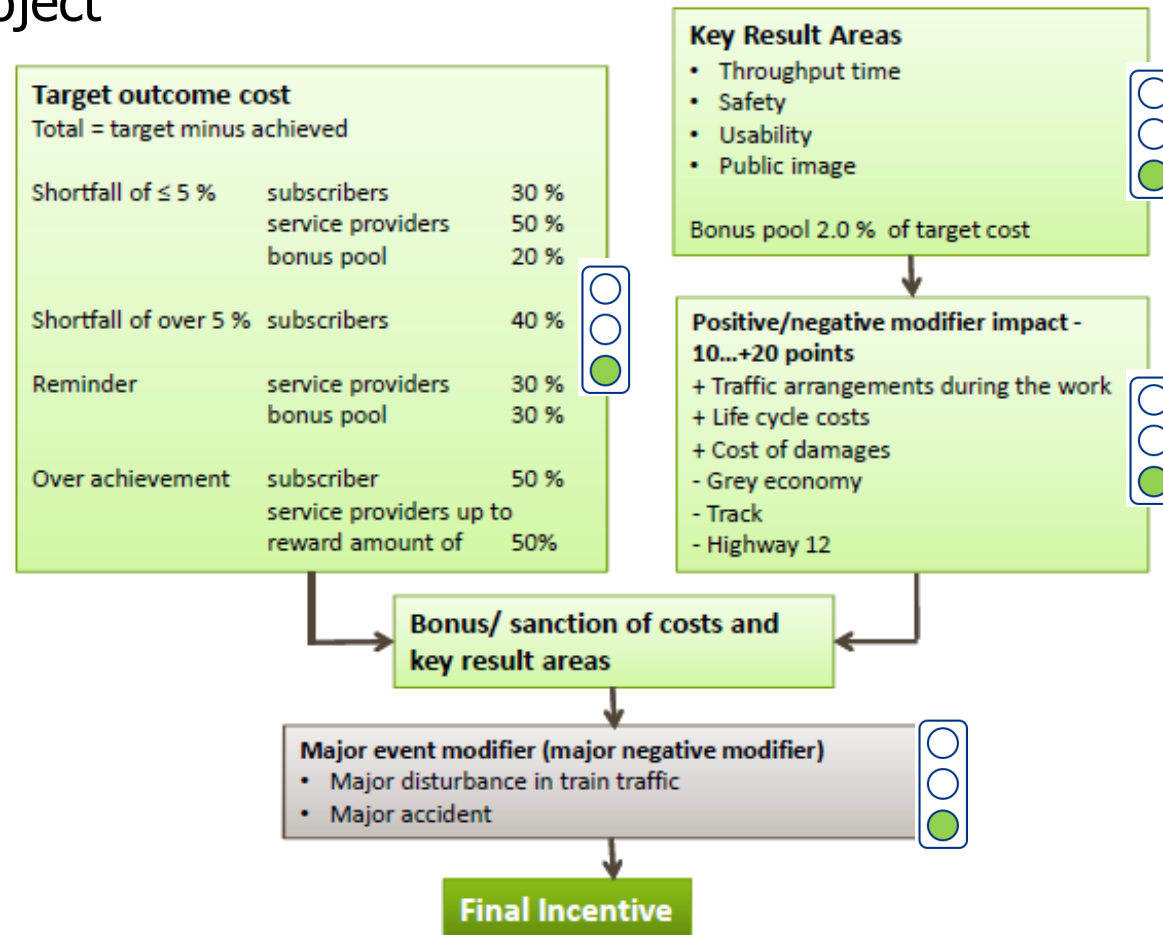 Target outcome cost
Total = target minus achieved
Shortfall of ≤ 5 % subscribers 30 %
service providers 50 %
bonus pool 20 %
Shortfall of over 5 % subscribers 40 %
Reminder service providers 30 %
bonus pool 30 %
Over achievement subscriber 50 %
service providers up to
reward amount of 50%
Key Result Areas
• Throughput time
• Safety
• Usability
• Public image
Bonus pool 2.0 % of target cost
Positive/negative modifier impact -
10...+20 points
+ Traffic arrangements during the work
+ Life cycle costs
+ Cost of damages
- Grey economy
- Track
- Highway 12
Bonus/ sanction of costs and
key result areas
Major event modifier (major negative modifier)
• Major disturbance in train traffic
• Major accident
Final Incentive